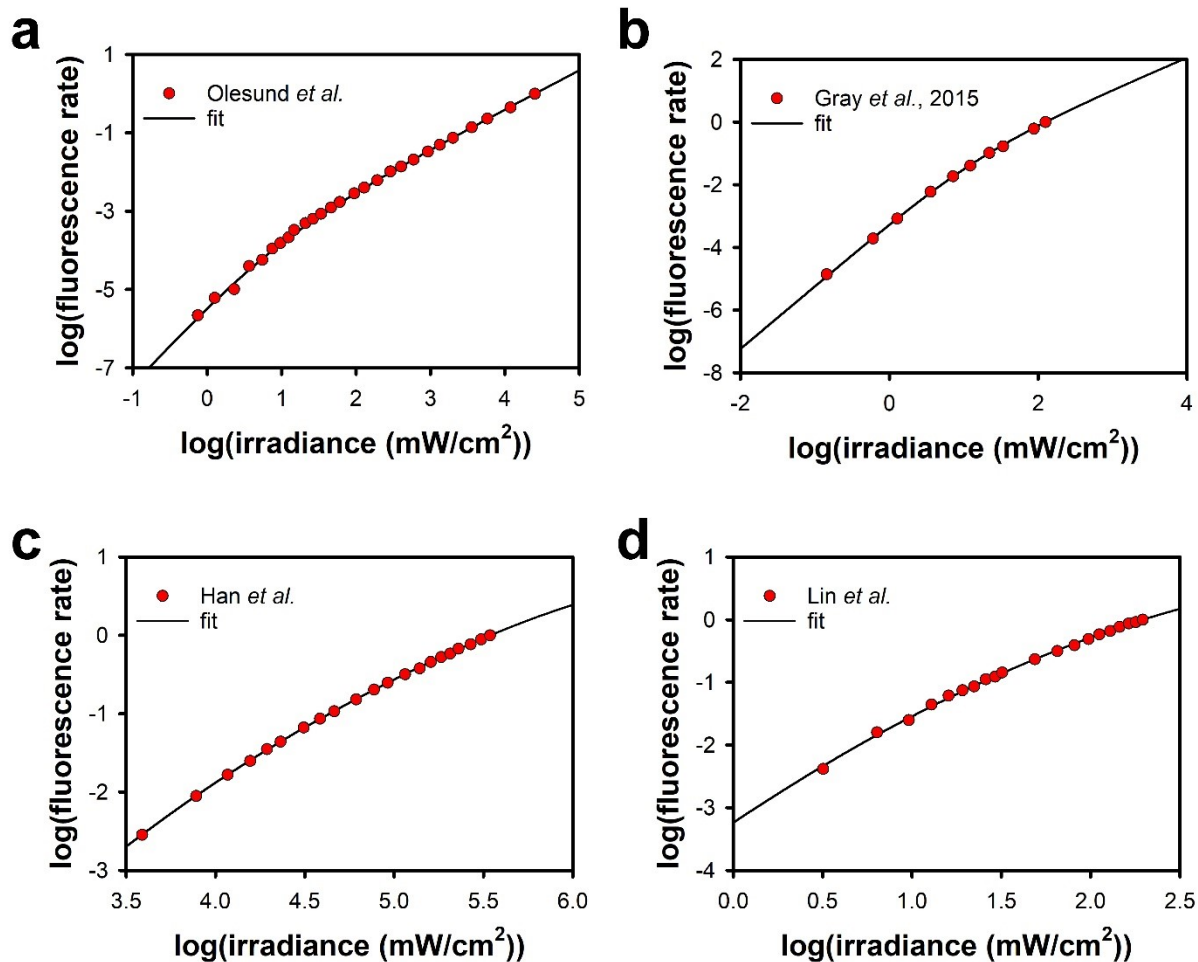 a
1
-1
-3
-5
-7
log(fluorescence rate)
Olesund et al.
fit
-1 0 1 2 3 4 5
log(irradiance (mW/cm²))
b
2
0
-2
-4
-6
-8
log(fluorescence rate)
Gray et al., 2015
fit
-2 0 2 4
log(irradiance (mW/cm²))
c
1
0
-1
-2
-3
log(fluorescence rate)
Han et al.
fit
3.5 4.0 4.5 5.0 5.5 6.0
log(irradiance (mW/cm²))
d
1
0
-1
-2
-3
-4
log(fluorescence rate)
Lin et al.
fit
0.0 0.5 1.0 1.5 2.0 2.5
log(irradiance (mW/cm²))